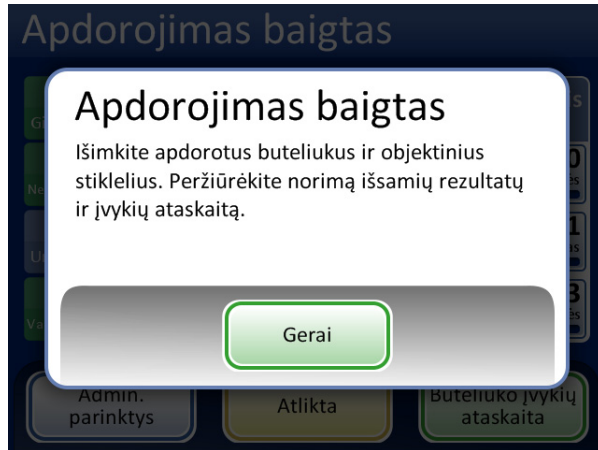 Apdorojimas baigtas
Apdorojimas baigtas
Išimkite apdorotus buteliukus ir objektinius
stiklelius. Peržiūrėkite norimą išsamių rezultatų
ir įvykių ataskaitą.
Gerai
Admin.
parinktys
Atlikta
Buteliuko įvykių
ataskaita